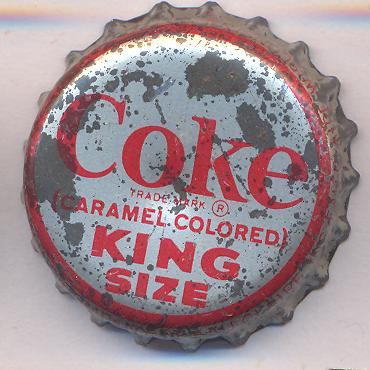 Coke
TRADE MARK ®
(CARAMEL COLORED)
KING
SIZE